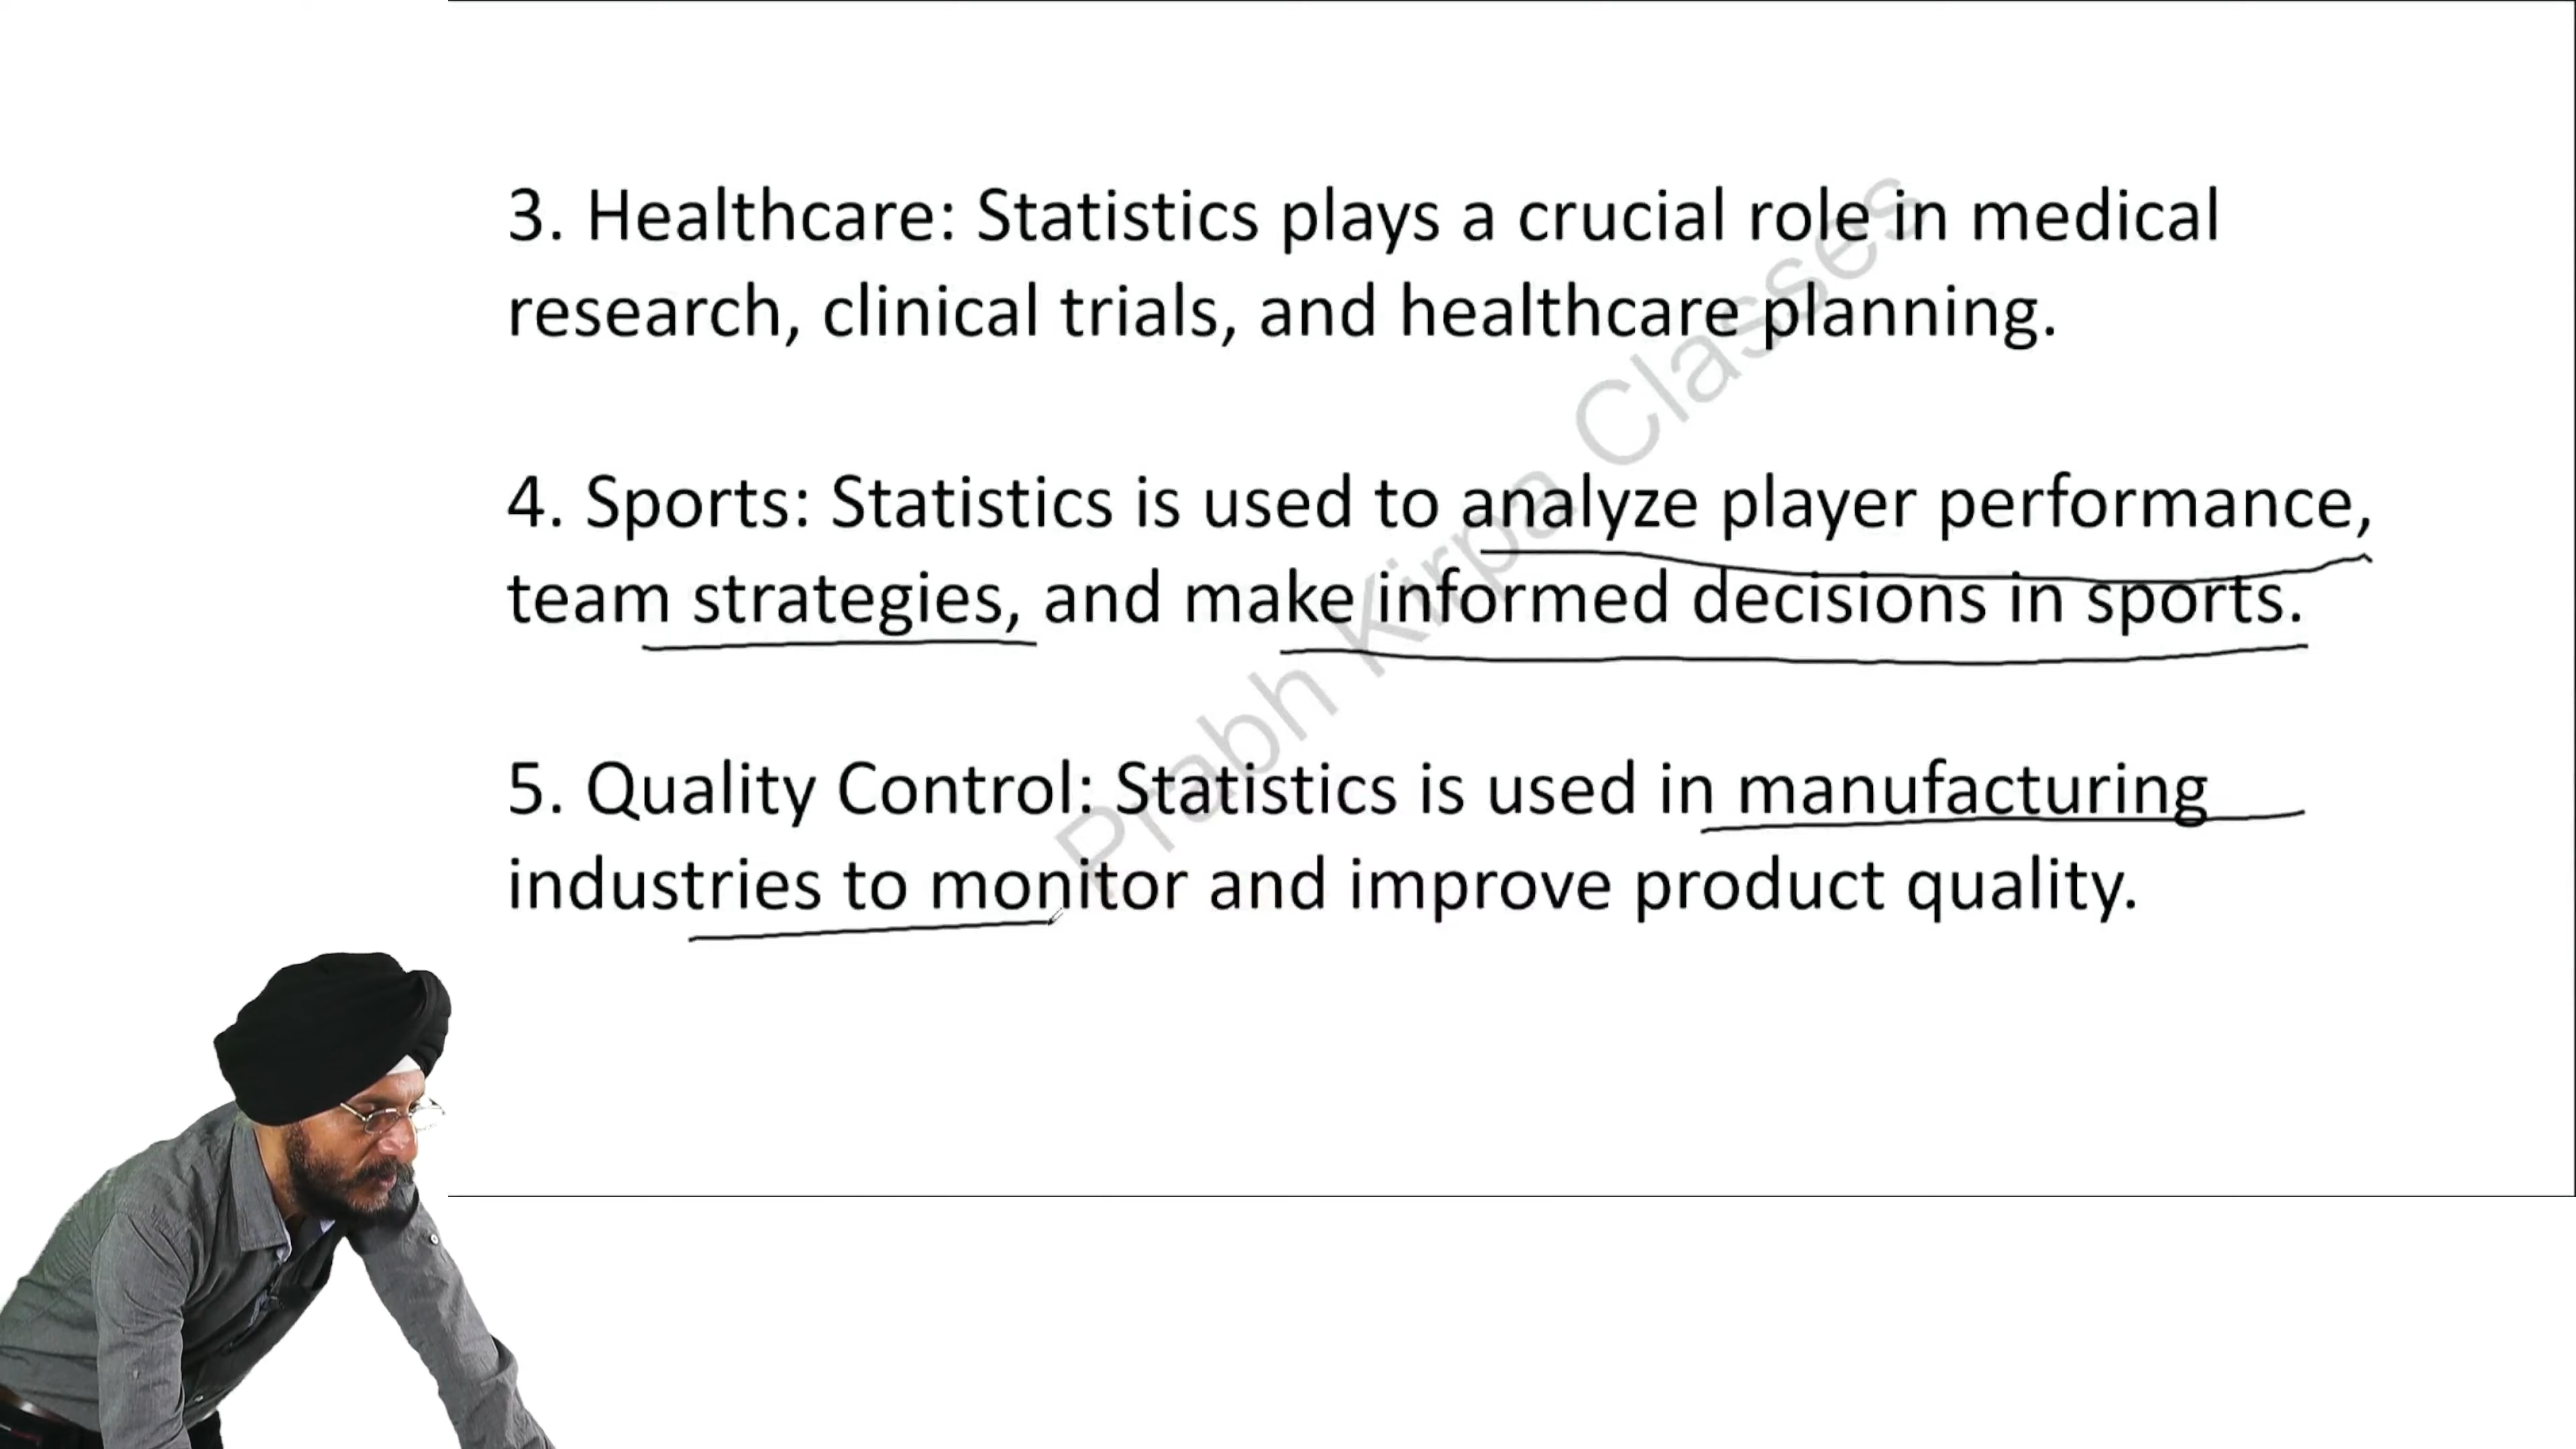 3. Healthcare: Statistics plays a crucial role in medical
research, clinical trials, and healthcare planning.
4. Sports: Statistics is used to analyze player performance,
team strategies, and make informed decisions in sports.
5. Quality Control: Statistics is used in manufacturing
industries to monitor and improve product quality.
Prabh Kirpa Classes